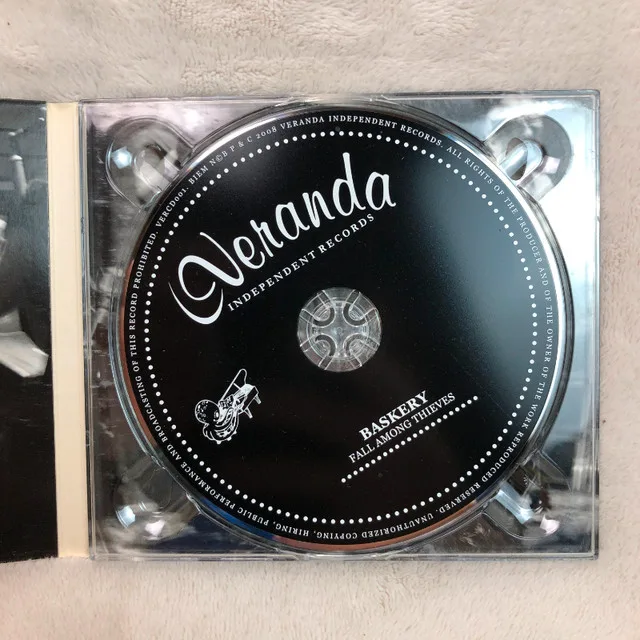 Veranda
INDEPENDENT RECORDS
BASKERY
FALL AMONG THIEVES
VERCD001. BIEM N©B P & C 2008 VERANDA INDEPENDENT RECORDS. ALL RIGHTS OF THE PRODUCER AND OF THE OWNER OF THE WORK REPRODUCED RESERVED. UNAUTHORIZED COPYING, HIRING, PUBLIC PERFORMANCE AND BROADCASTING OF THIS RECORD PROHIBITED.